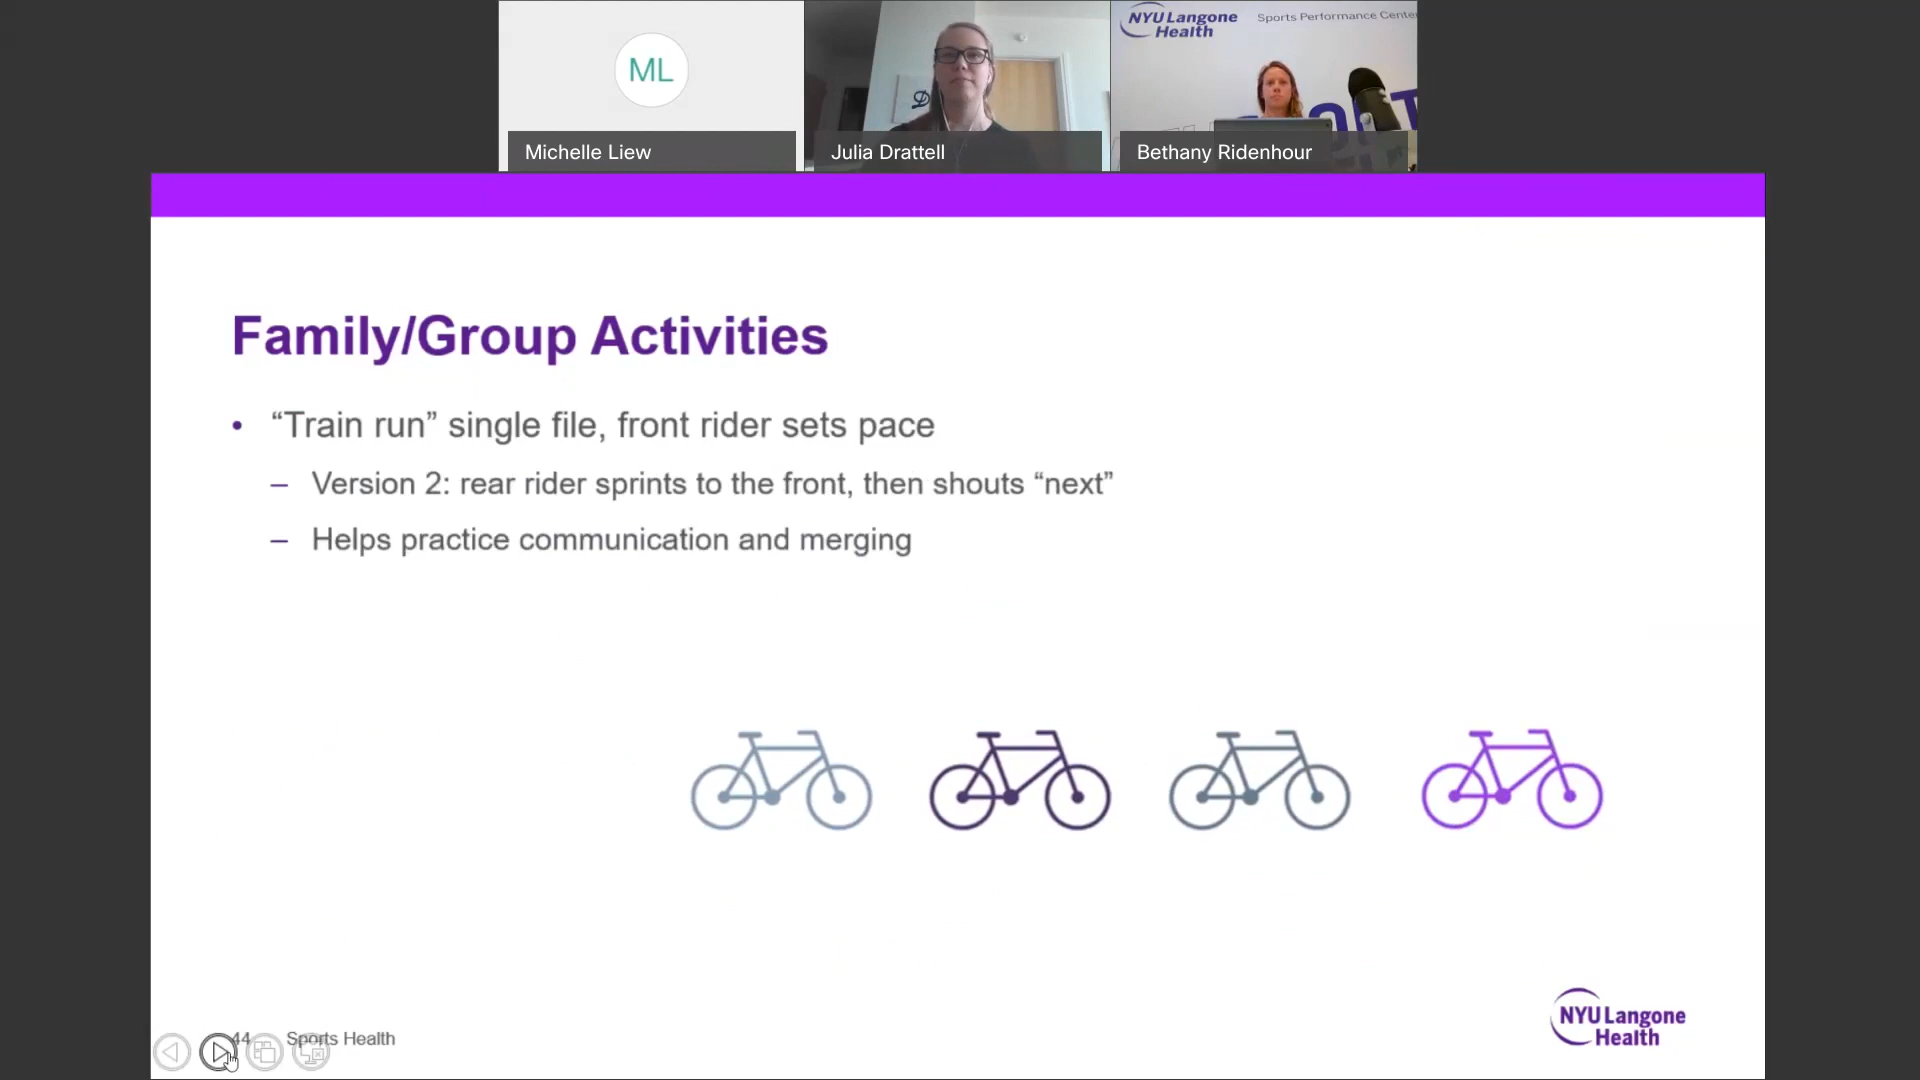 NYU Langone
Health
Sports Performance Center
ML
Michelle Liew
Julia Drattell
Bethany Ridenhour
Family/Group Activities
• “Train run” single file, front rider sets pace
– Version 2: rear rider sprints to the front, then shouts “next”
– Helps practice communication and merging
44 Sports Health
NYU Langone
Health